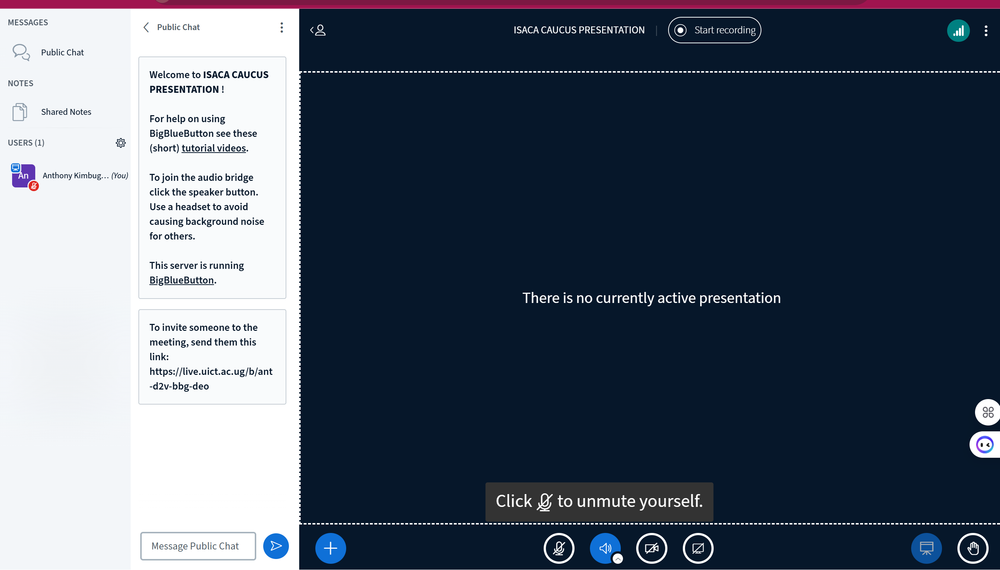 MESSAGES
Public Chat
NOTES
Shared Notes
USERS (1)
An
Anthony Kimbug... (You)
Public Chat
Welcome to ISACA CAUCUS
PRESENTATION !
For help on using
BigBlueButton see these
(short) tutorial videos.
To join the audio bridge
click the speaker button.
Use a headset to avoid
causing background noise
for others.
This server is running
BigBlueButton.
To invite someone to the
meeting, send them this
link:
https://live.uict.ac.ug/b/ant
-d2v-bbg-deo
Message Public Chat
ISACA CAUCUS PRESENTATION
Start recording
There is no currently active presentation
Click to unmute yourself.